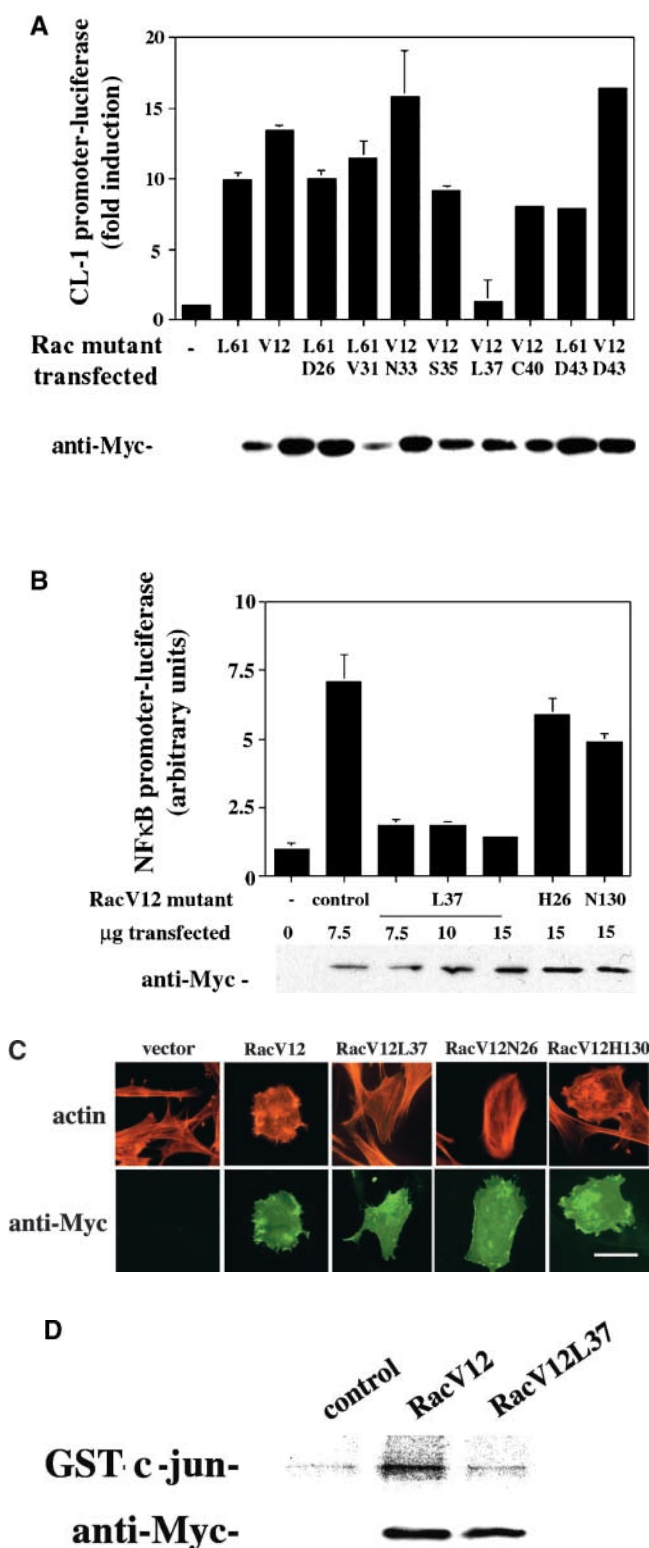 A
CL-1 promoter-luciferase
(fold induction)
20
15
10
5
0
Rac mutant
transfected
- L61 V12 L61 L61 V12 V12 V12 V12 L61 V12
D26 V31 N33 S35 L37 C40 D43 D43
anti-Myc-
B
NFκB promoter-luciferase
(arbitrary units)
10
7.5
5
2.5
0
RacV12 mutant - control L37 H26 N130
μg transfected 0 7.5 7.5 10 15 15 15
anti-Myc -
C
vector RacV12 RacV12L37 RacV12N26 RacV12H130
actin
anti-Myc
D
control RacV12 RacV12L37
GST- c -jun-
anti-Myc-